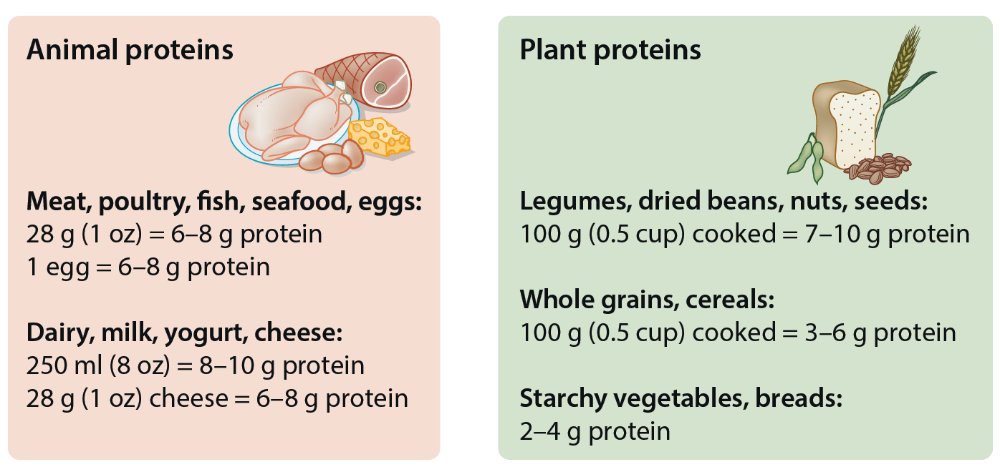 Animal proteins
Meat, poultry, fish, seafood, eggs:
28 g (1 oz) = 6–8 g protein
1 egg = 6–8 g protein
Dairy, milk, yogurt, cheese:
250 ml (8 oz) = 8–10 g protein
28 g (1 oz) cheese = 6–8 g protein
Plant proteins
Legumes, dried beans, nuts, seeds:
100 g (0.5 cup) cooked = 7–10 g protein
Whole grains, cereals:
100 g (0.5 cup) cooked = 3–6 g protein
Starchy vegetables, breads:
2–4 g protein